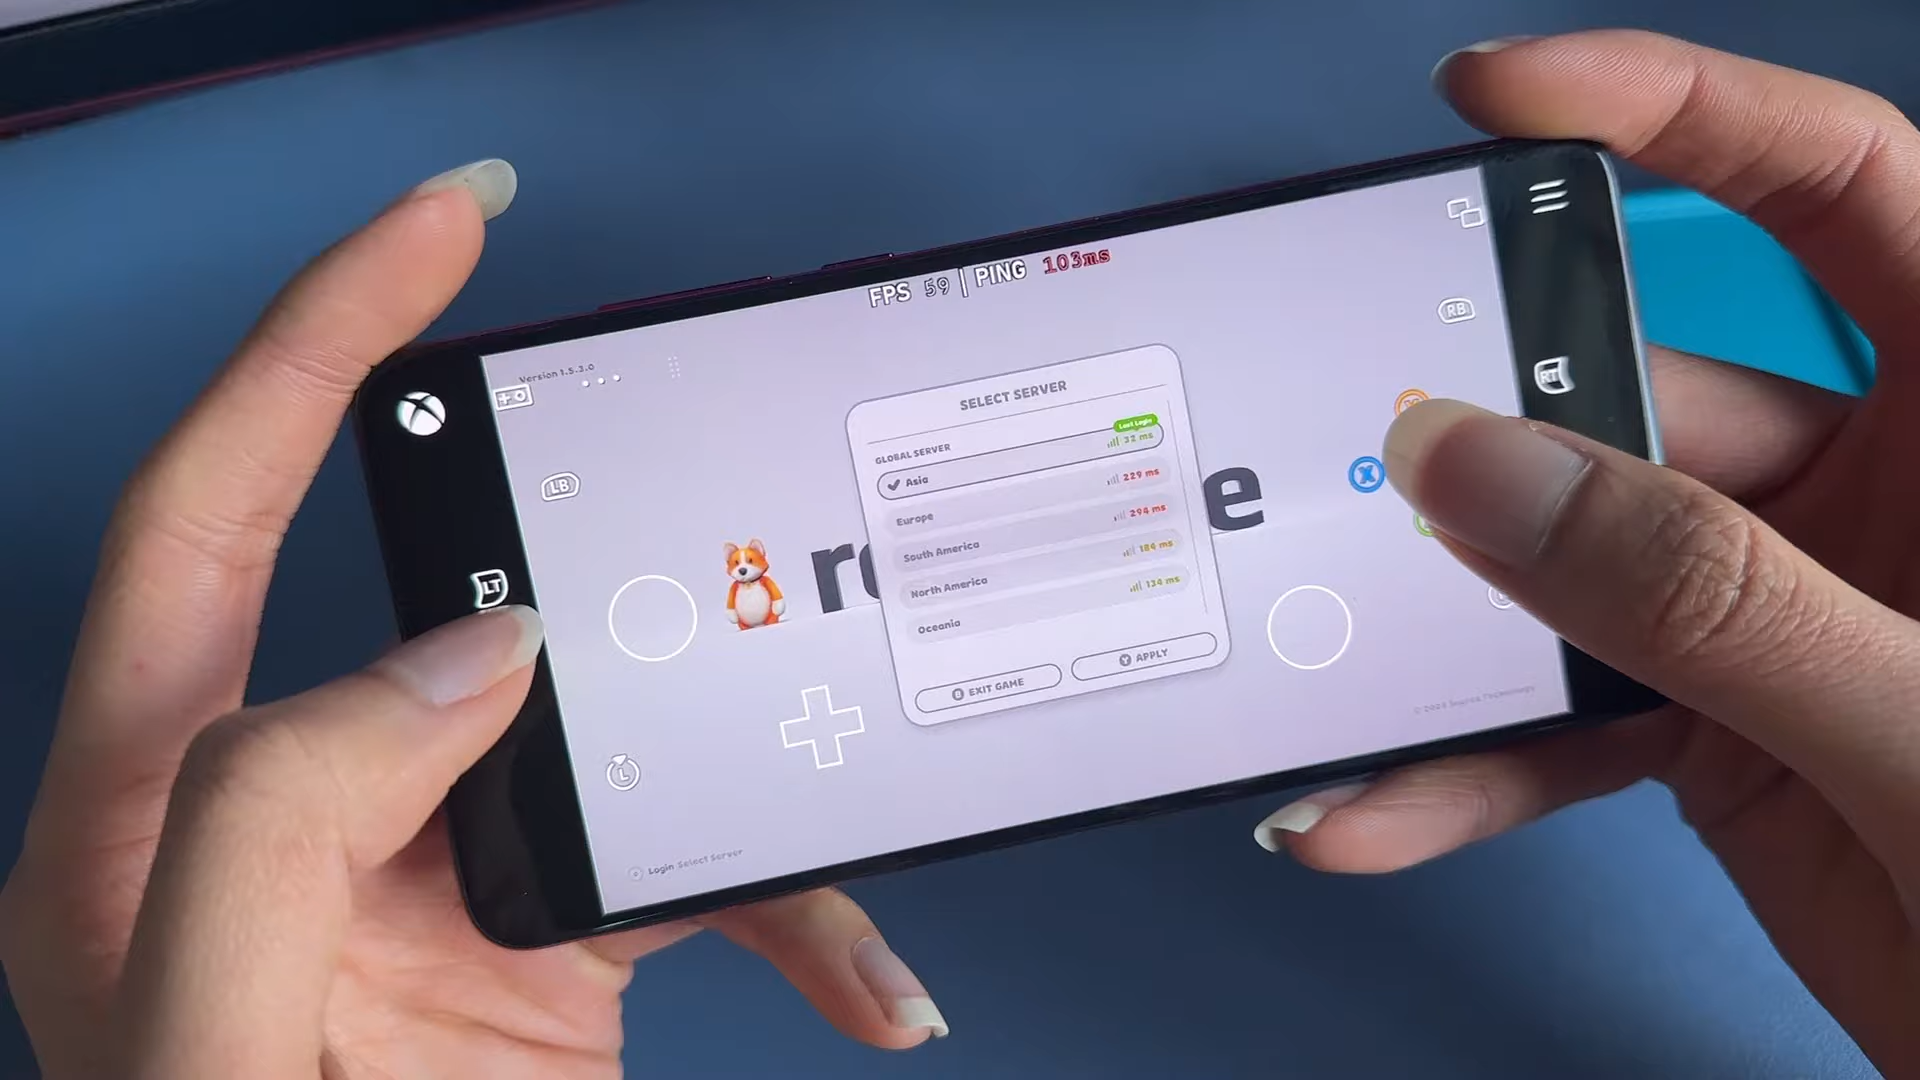 FPS 59 | PING 103ms
RB
RT
Version 1.5.3.0
SELECT SERVER
GLOBAL SERVER
Last Login
Asia 32 ms
Europe 229 ms
South America 294 ms
North America 184 ms
Oceania 134 ms
B EXIT GAME
Y APPLY
LB
X
LT
L
Login Select Server